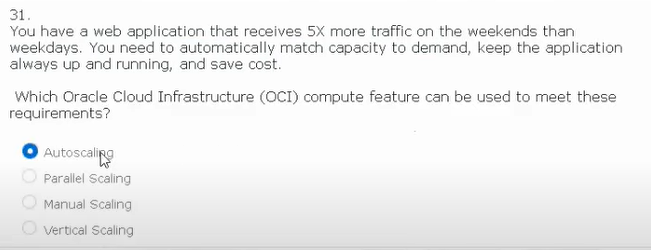 31.
You have a web application that receives 5X more traffic on the weekends than
weekdays. You need to automatically match capacity to demand, keep the application
always up and running, and save cost.
Which Oracle Cloud Infrastructure (OCI) compute feature can be used to meet these
requirements?
Autoscaling
Parallel Scaling
Manual Scaling
Vertical Scaling